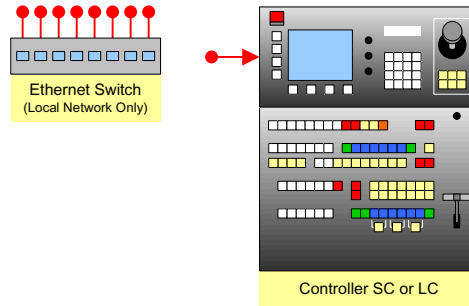 Ethernet Switch
(Local Network Only)
Controller SC or LC